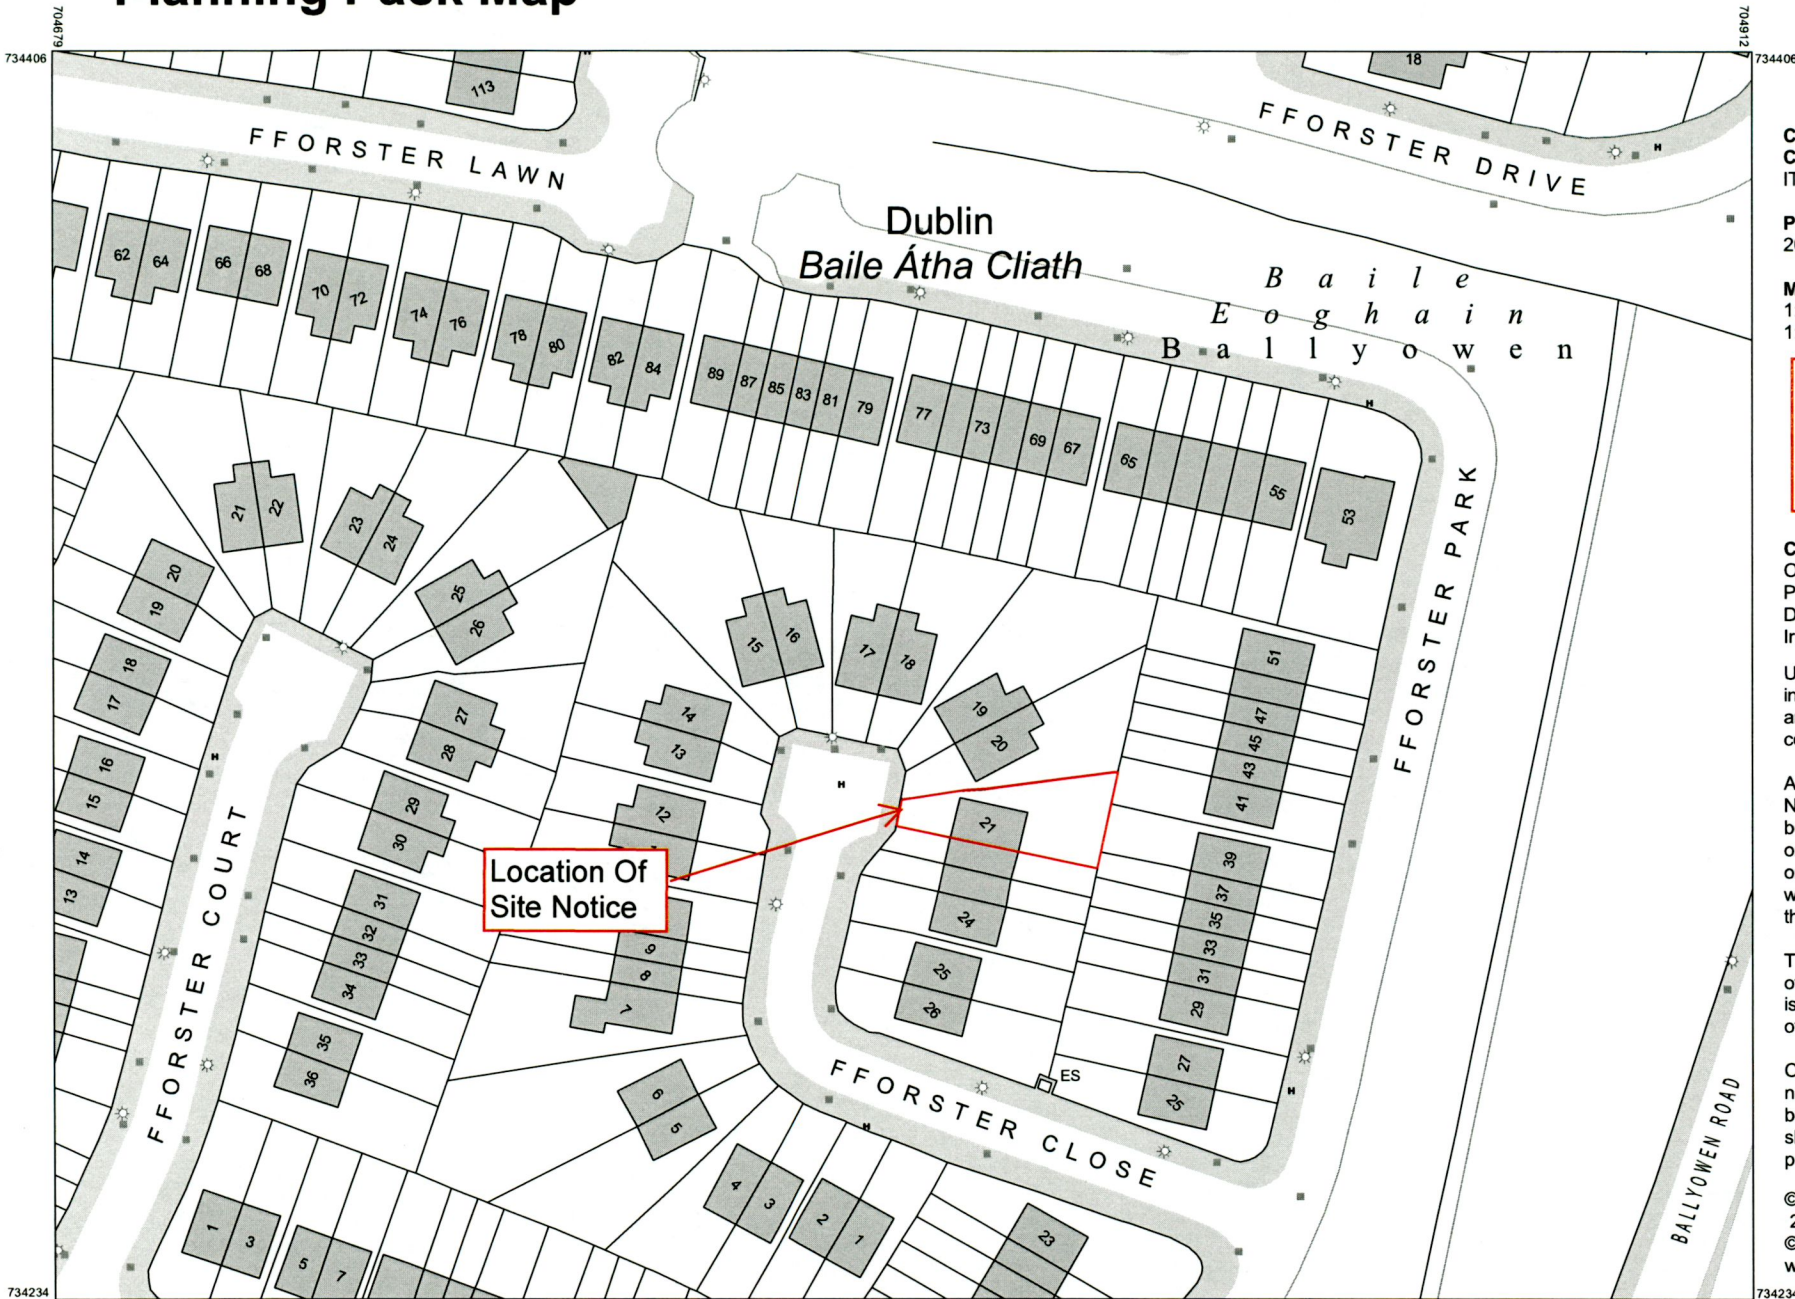 Planning Pack Map
704679
704912
734406
734406
113
18
FFORSTER LAWN
FFORSTER DRIVE
Dublin
Baile Átha Cliath
Baile
Eoghain
Ballyowen
62 64 66 68 70 72 74 76 78 80 82 84
89 87 85 83 81 79 77 73 69 67 65 55 53
FFORSTER PARK
21 22 23 24 25 26
20 19 18 17 16 15 14 13
27 28 29 30 31 32 33 34 35 36
FFORSTER COURT
15 16 17 18 19 20
14 13 12
21 24 25 26
51 47 45 43 41
39 37 35 33 31 29
27 25
Location Of
Site Notice
9 8 7
6 5
4 3 2 1
ES
FFORSTER CLOSE
23
1 3 5 7
BALLYOWEN ROAD
H
H
H
H
H
H
H
734234
734234